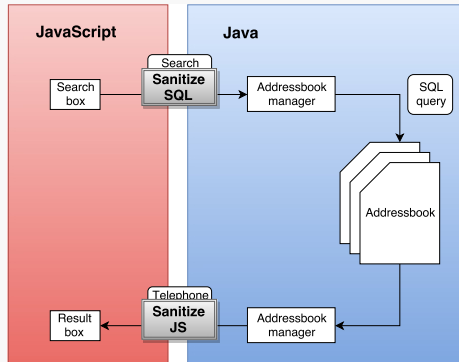 JavaScript
Java
Search
Search
box
Sanitize
SQL
Addressbook
manager
SQL
query
Addressbook
Telephone
Result
box
Sanitize
JS
Addressbook
manager